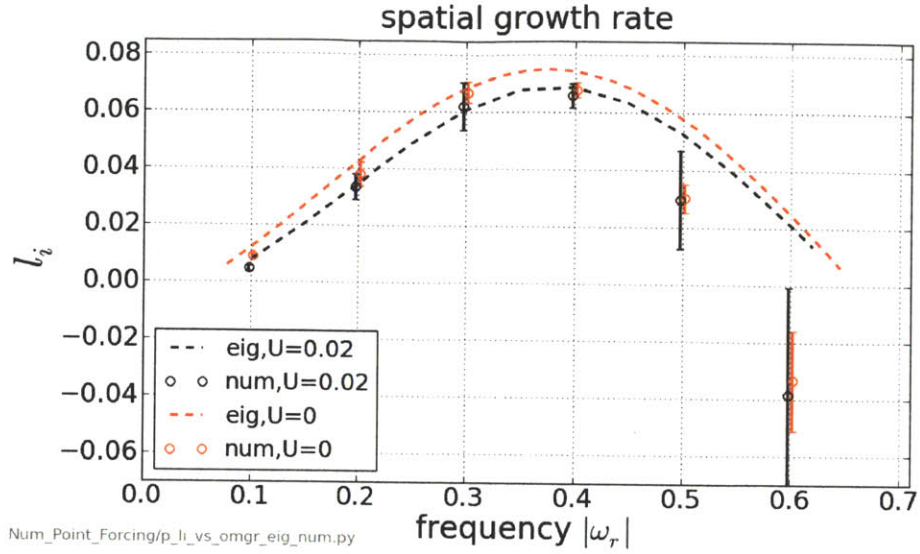 spatial growth rate
0.08
0.06
0.04
0.02
0.00
−0.02
−0.04
−0.06
l_i
eig,U=0.02
num,U=0.02
eig,U=0
num,U=0
0.0 0.1 0.2 0.3 0.4 0.5 0.6 0.7
frequency |ω_r|
Num_Point_Forcing/p_li_vs_omgr_eig_num.py